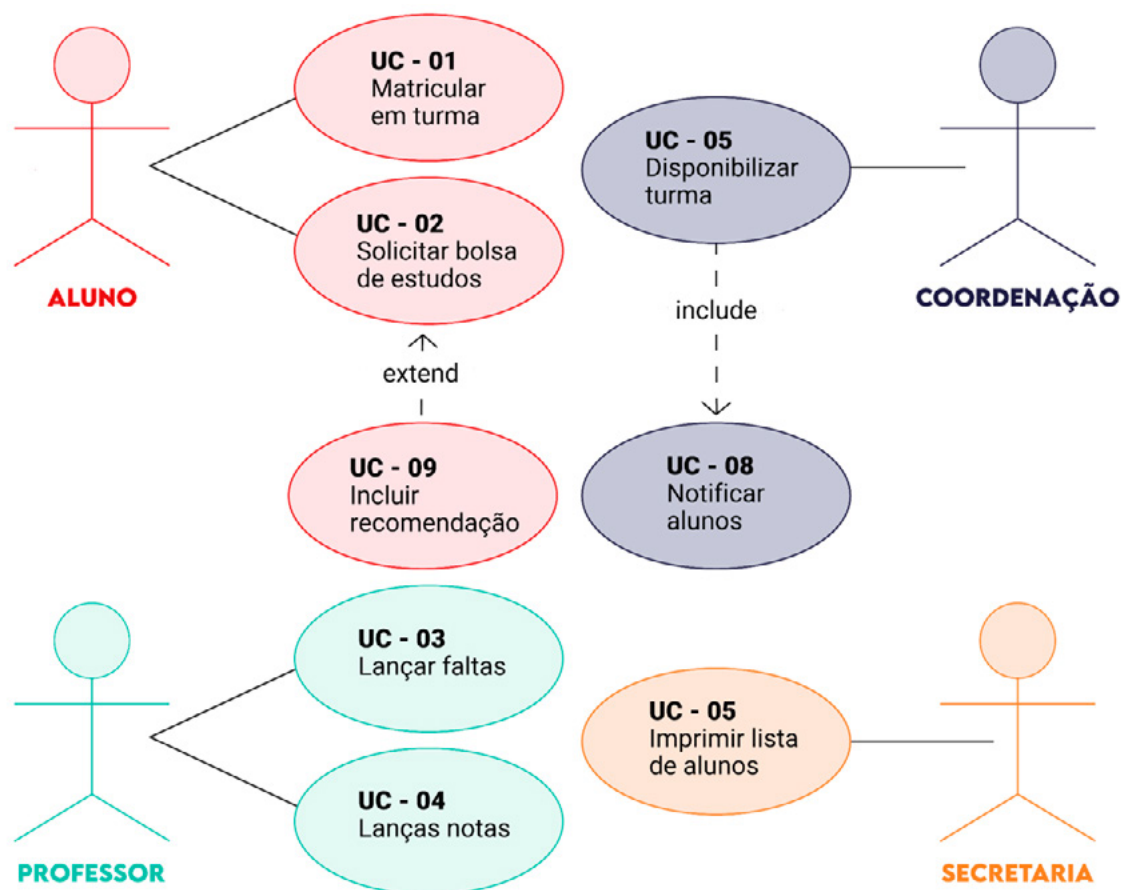 UC - 01
Matricular
em turma
UC - 02
Solicitar bolsa
de estudos
ALUNO
extend
UC - 09
Incluir
recomendação
UC - 05
Disponibilizar
turma
COORDENAÇÃO
include
UC - 08
Notificar
alunos
UC - 03
Lançar faltas
UC - 04
Lanças notas
PROFESSOR
UC - 05
Imprimir lista
de alunos
SECRETARIA